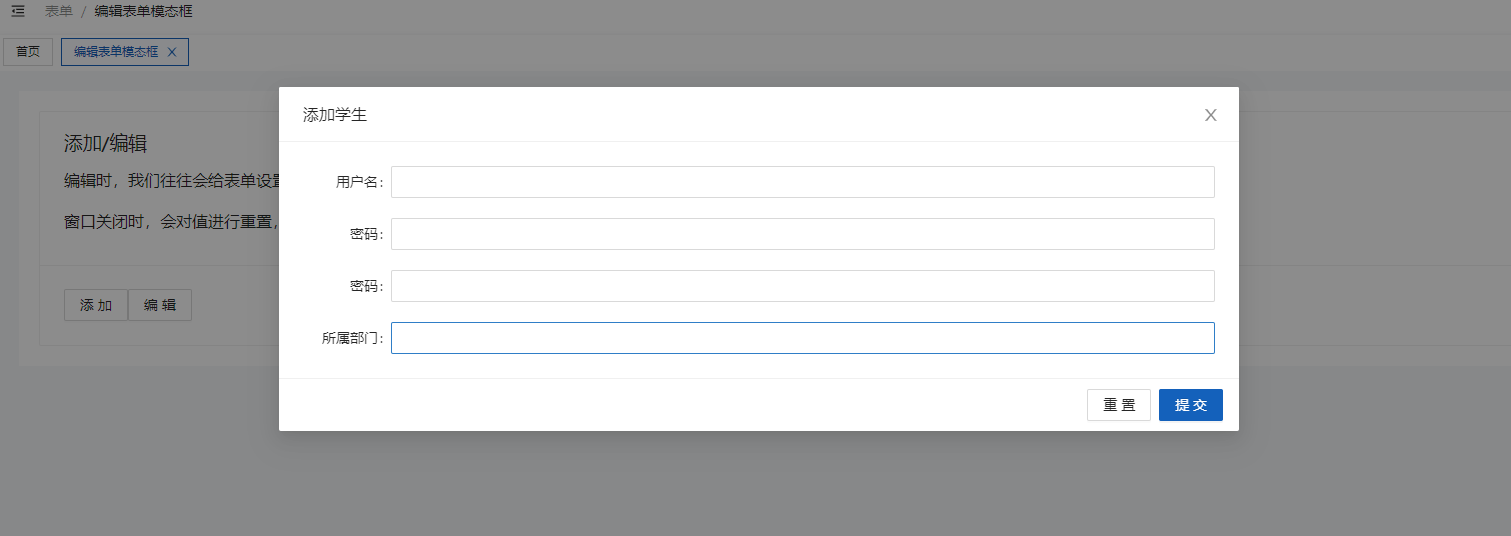 表单 / 编辑表单模态框
首页 编辑表单模态框
添加学生
添加/编辑
编辑时，我们往往会给表单设置
窗口关闭时，会对值进行重置，
添加 编辑
用户名：
密码：
密码：
所属部门：
重置 提交